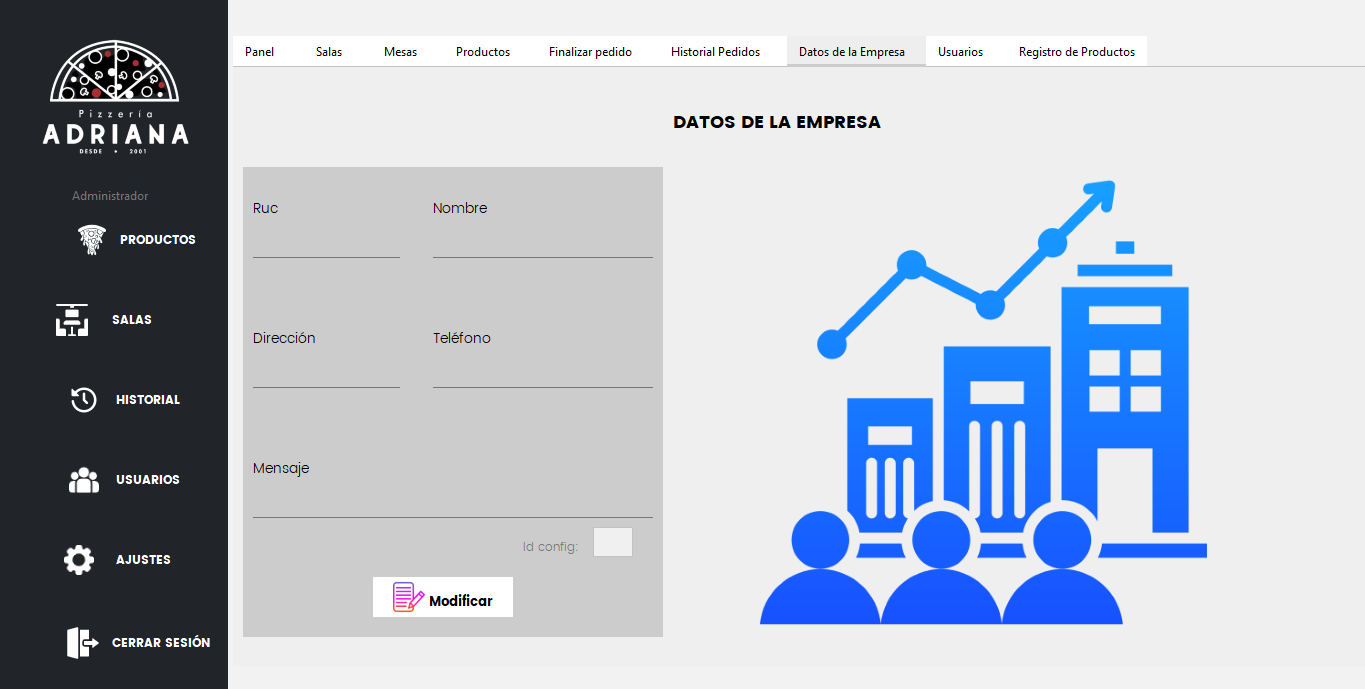 Pizzería
ADRIANA
DESDE • 2001
Administrador
PRODUCTOS
SALAS
HISTORIAL
USUARIOS
AJUSTES
CERRAR SESIÓN
Panel Salas Mesas Productos Finalizar pedido Historial Pedidos Datos de la Empresa Usuarios Registro de Productos
DATOS DE LA EMPRESA
Ruc Nombre
Dirección Teléfono
Mensaje
Id config:
Modificar